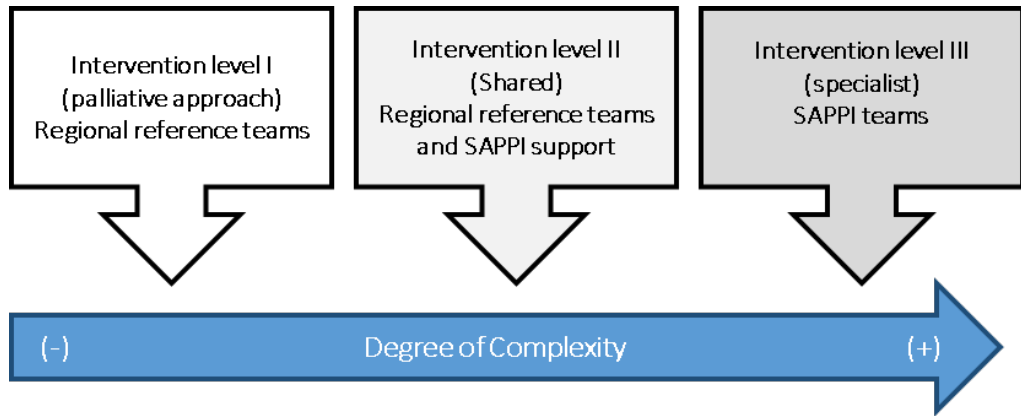 Intervention level I
(palliative approach)
Regional reference teams
Intervention level II
(Shared)
Regional reference teams
and SAPPI support
Intervention level III
(specialist)
SAPPI teams
(-)
Degree of Complexity
(+)